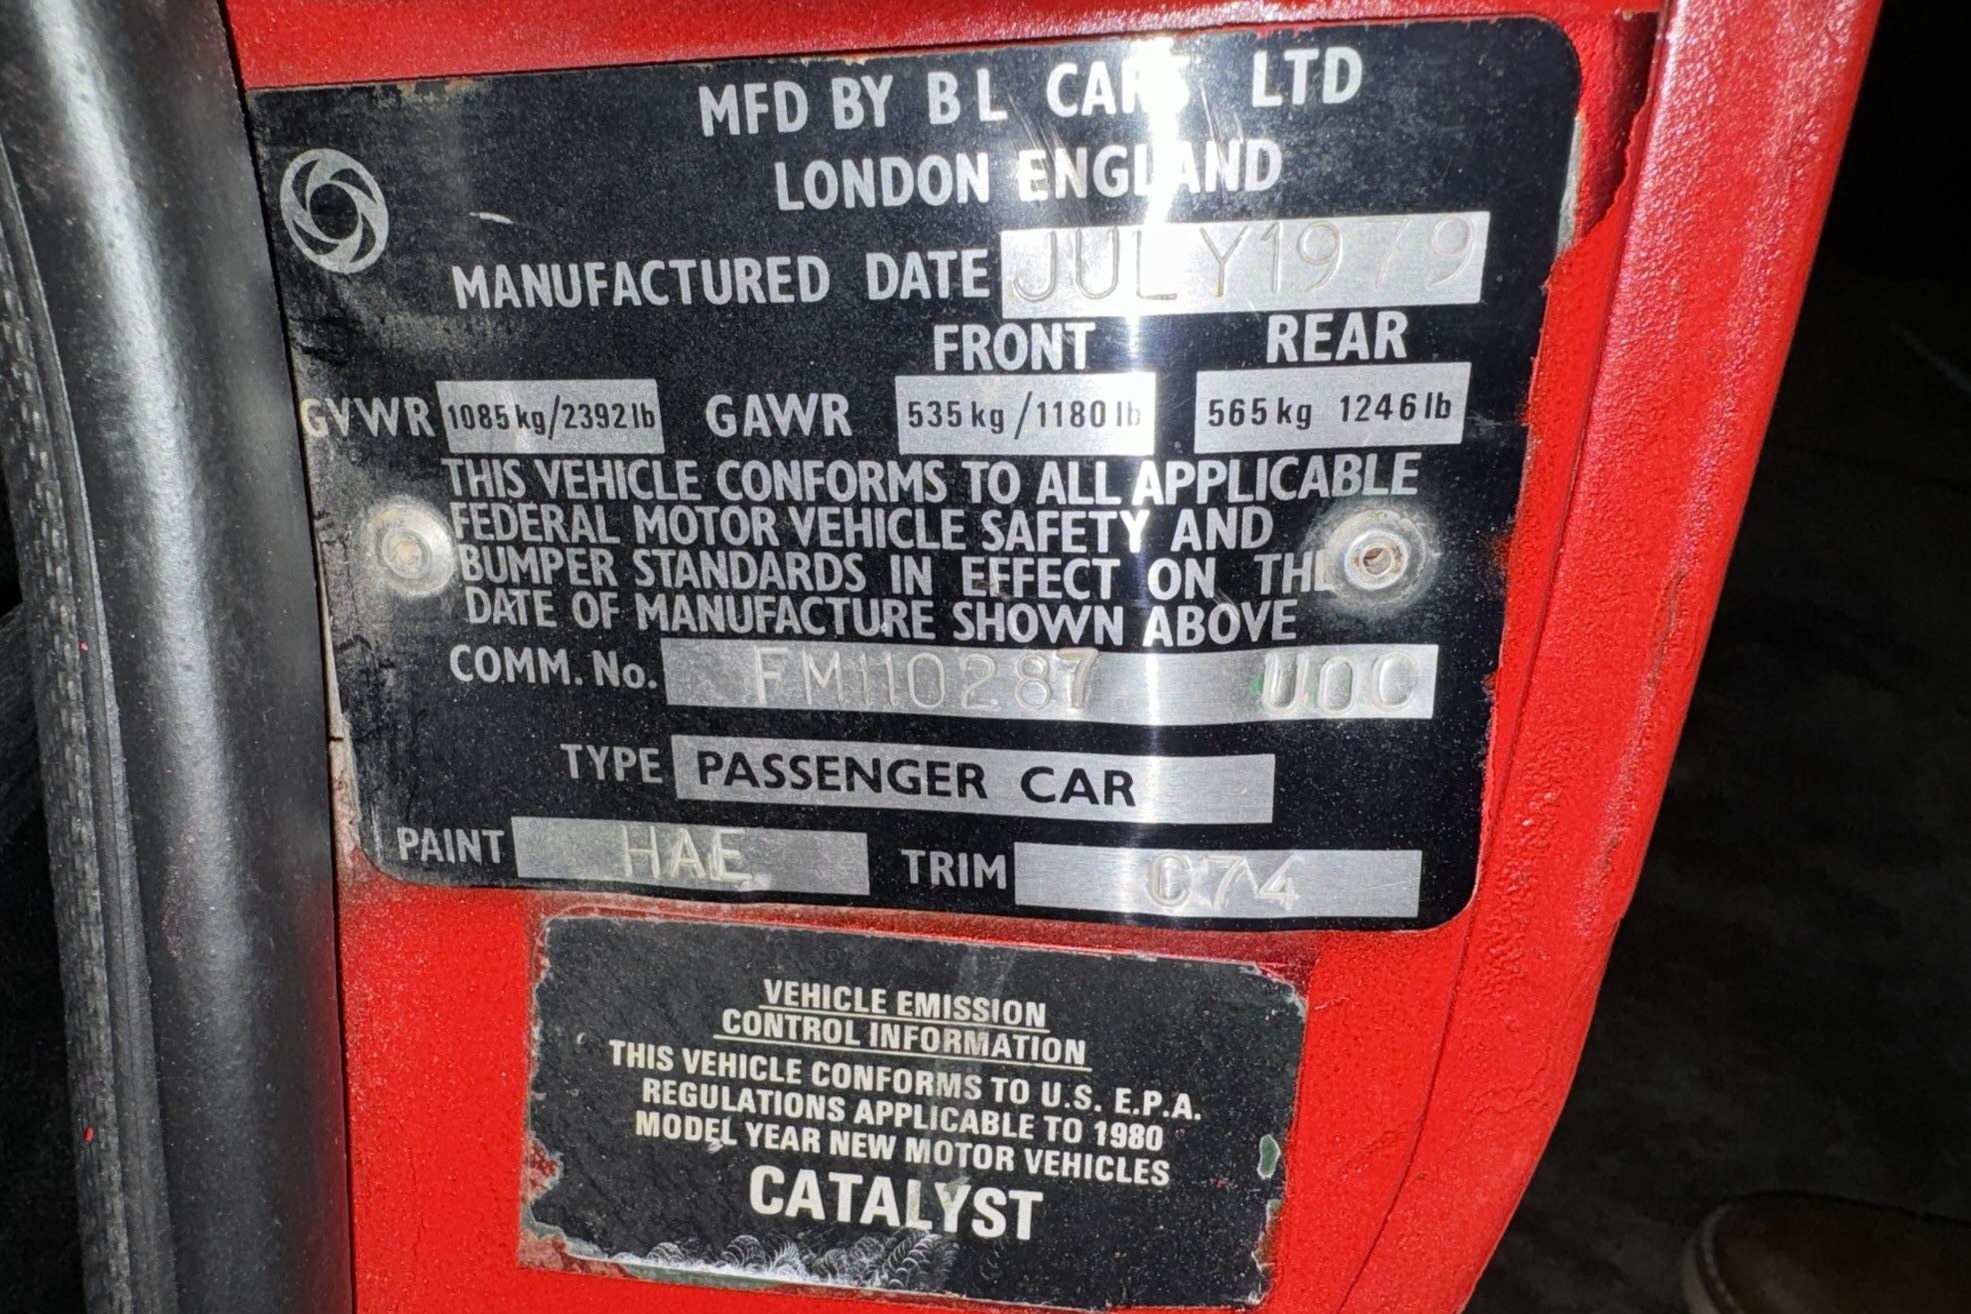 MFD BY B L CARS LTD
LONDON ENGLAND
MANUFACTURED DATE JULY 1979
FRONT REAR
GVWR 1085 kg/2392 lb GAWR 535 kg /1180 lb 565 kg 1246 lb
THIS VEHICLE CONFORMS TO ALL APPLICABLE
FEDERAL MOTOR VEHICLE SAFETY AND
BUMPER STANDARDS IN EFFECT ON THE
DATE OF MANUFACTURE SHOWN ABOVE
COMM. No. FM110287 UOC
TYPE PASSENGER CAR
PAINT HAE TRIM C74
VEHICLE EMISSION
CONTROL INFORMATION
THIS VEHICLE CONFORMS TO U.S. E.P.A.
REGULATIONS APPLICABLE TO 1980
MODEL YEAR NEW MOTOR VEHICLES
CATALYST